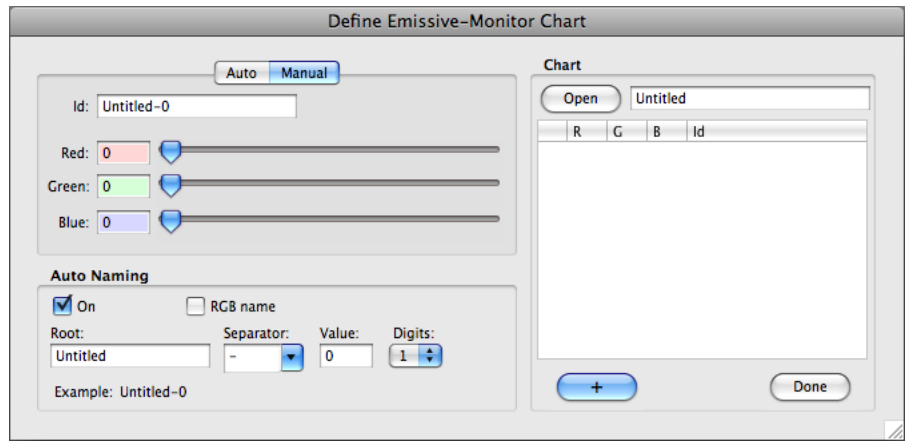 Define Emissive-Monitor Chart
Auto Manual
Id: Untitled-0
Red: 0
Green: 0
Blue: 0
Auto Naming
On RGB name
Root: Separator: Value: Digits:
Untitled - 0 1
Example: Untitled-0
Chart
Open Untitled
R G B Id
+ Done